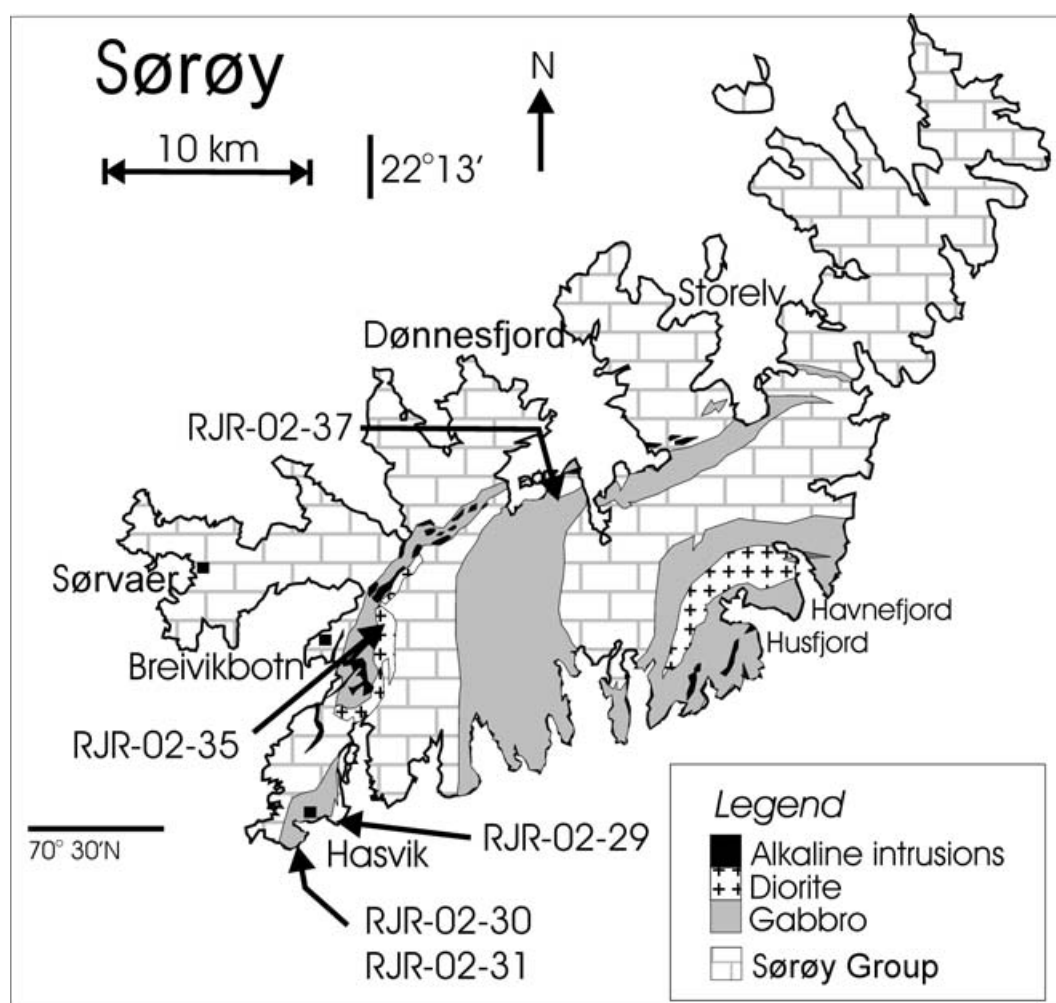 Sørøy
N
10 km
22°13'
Storelv
Dønnesfjord
RJR-02-37
Sørvaer
Havnefjord
Husfjord
Breivikbotn
RJR-02-35
Legend
70° 30'N
Hasvik
RJR-02-29
Alkaline intrusions
Diorite
Gabbro
RJR-02-30
RJR-02-31
Sørøy Group